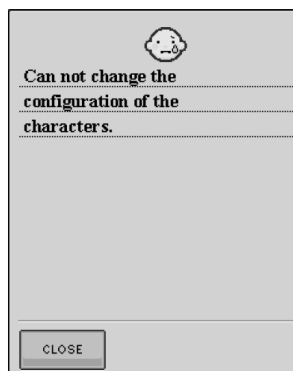 Can not change the
configuration of the
characters.
CLOSE